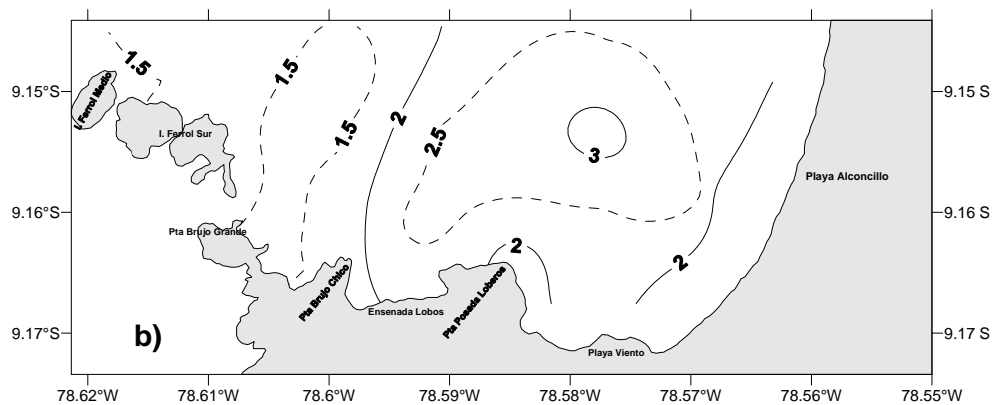 1.5
1.5
1.5
2
2.5
3
2
2
9.15°S
9.15°S
I. Ferrol Medio
I. Ferrol Sur
Playa Alconcillo
9.16°S
9.16°S
Pta Brujo Grande
Pta Brujo Chico
Ensenada Lobos
Pta Posada Loberos
9.17°S
9.17°S
b)
Playa Viento
78.62°W 78.61°W 78.6°W 78.59°W 78.58°W 78.57°W 78.56°W 78.55°W